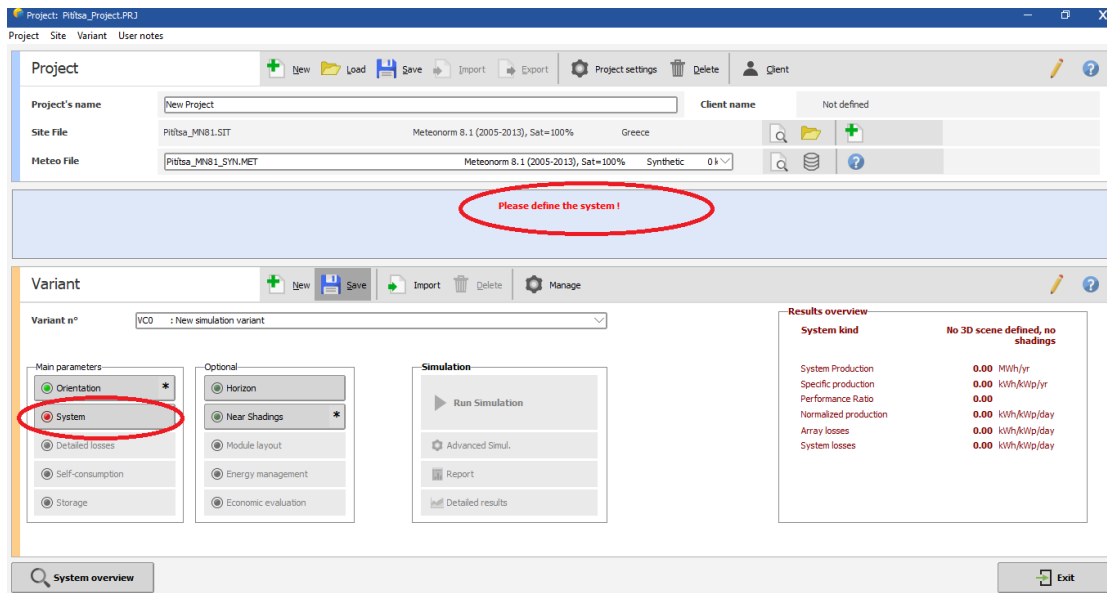 Project: Pitítsa_Project.PRJ
Project Site Variant User notes
Project
New Load Save Import Export Project settings Delete Client
Project's name New Project Client name Not defined
Site File Pitítsa_MN81.SIT Meteonorm 8.1 (2005-2013), Sat=100% Greece
Meteo File Pitítsa_MN81_SYN.MET Meteonorm 8.1 (2005-2013), Sat=100% Synthetic 0 k
Please define the system !
Variant
New Save Import Delete Manage
Variant n° VC0 : New simulation variant
Main parameters
Orientation *
System
Detailed losses
Self-consumption
Storage
Optional
Horizon
Near Shadings *
Module layout
Energy management
Economic evaluation
Simulation
Run Simulation
Advanced Simul.
Report
Detailed results
Results overview
System kind No 3D scene defined, no
shadings
System Production 0.00 MWh/yr
Specific production 0.00 kWh/kWp/yr
Performance Ratio 0.00
Normalized production 0.00 kWh/kWp/day
Array losses 0.00 kWh/kWp/day
System losses 0.00 kWh/kWp/day
System overview
Exit